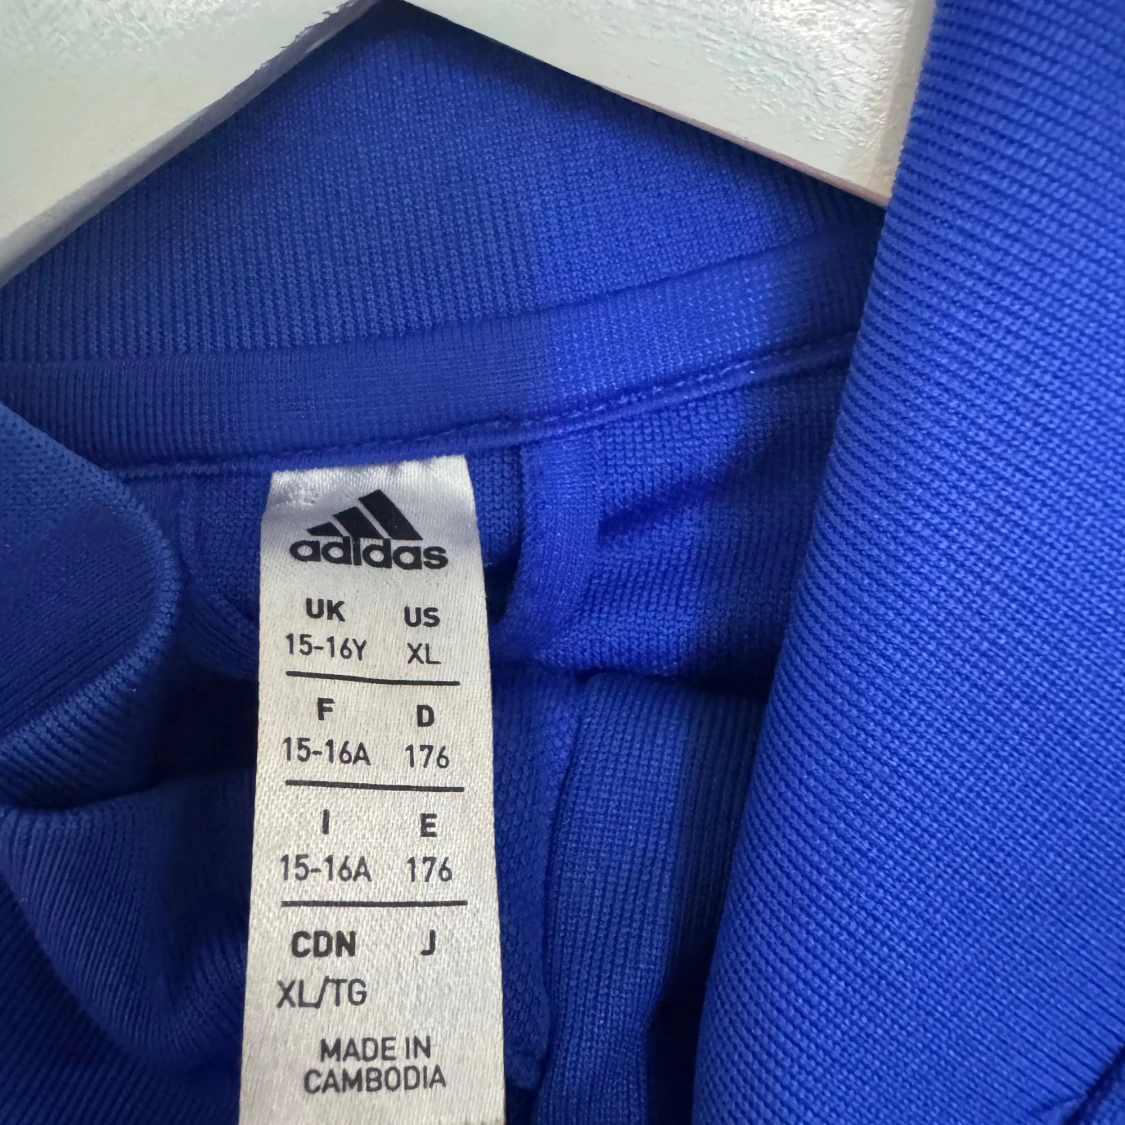 adidas
UK US
15-16Y XL
F D
15-16A 176
I E
15-16A 176
CDN J
XL/TG
MADE IN
CAMBODIA